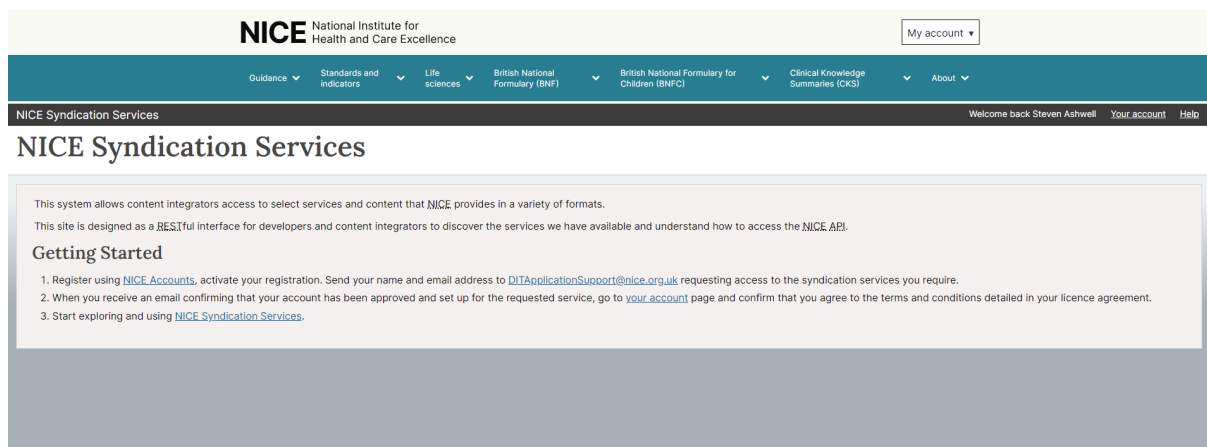 NICE National Institute for
Health and Care Excellence
My account ▾
Guidance
Standards and
indicators
Life
sciences
British National
Formulary (BNF)
British National Formulary for
Children (BNFC)
Clinical Knowledge
Summaries (CKS)
About
NICE Syndication Services
Welcome back Steven Ashwell Your account Help
NICE Syndication Services
This system allows content integrators access to select services and content that NICE provides in a variety of formats.
This site is designed as a RESTful interface for developers and content integrators to discover the services we have available and understand how to access the NICE API.
Getting Started
1. Register using NICE Accounts, activate your registration. Send your name and email address to DITApplicationSupport@nice.org.uk requesting access to the syndication services you require.
2. When you receive an email confirming that your account has been approved and set up for the requested service, go to your account page and confirm that you agree to the terms and conditions detailed in your licence agreement.
3. Start exploring and using NICE Syndication Services.